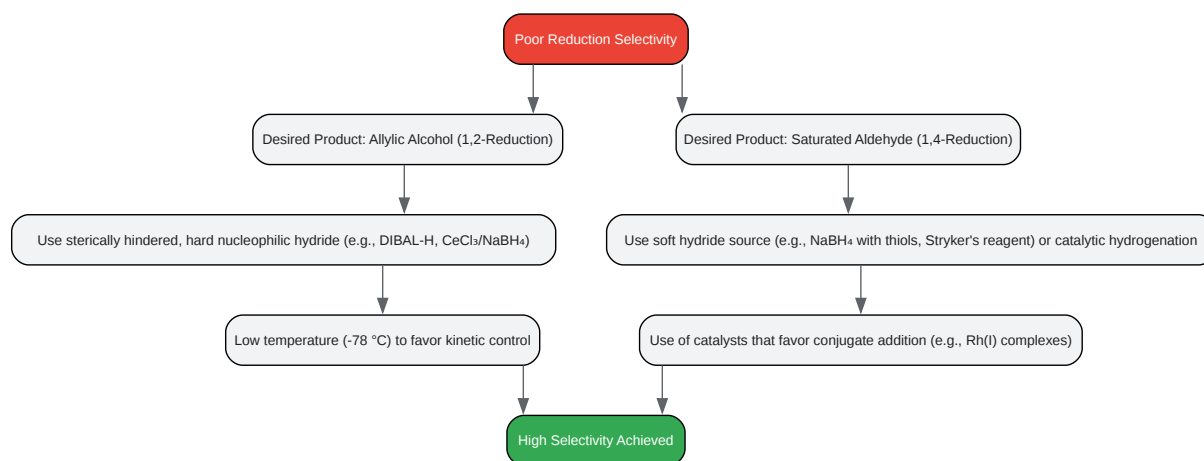 Poor Reduction Selectivity
Desired Product: Allylic Alcohol (1,2-Reduction)
Desired Product: Saturated Aldehyde (1,4-Reduction)
Use sterically hindered, hard nucleophilic hydride (e.g., DIBAL-H, CeCl₃/NaBH₄)
Use soft hydride source (e.g., NaBH₄ with thiols, Stryker's reagent) or catalytic hydrogenation
Low temperature (-78 °C) to favor kinetic control
Use of catalysts that favor conjugate addition (e.g., Rh(I) complexes)
High Selectivity Achieved